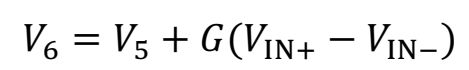 V₆ = V₅ + G(V_IN+ − V_IN−)